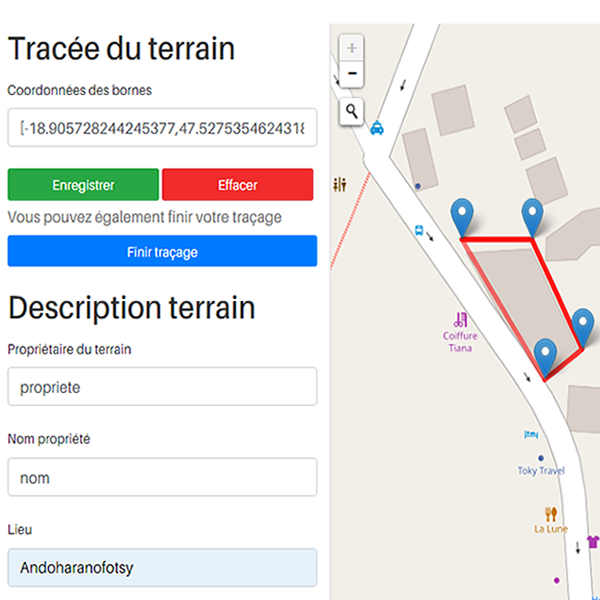 Tracée du terrain
Coordonnées des bornes
[-18.905728244245377,47.5275354624318
Enregistrer
Effacer
Vous pouvez également finir votre traçage
Finir traçage
Description terrain
Propriétaire du terrain
propriete
Nom propriété
nom
Lieu
Andoharanofotsy
+
−
Coiffure
Tiana
Toky Travel
La Lune